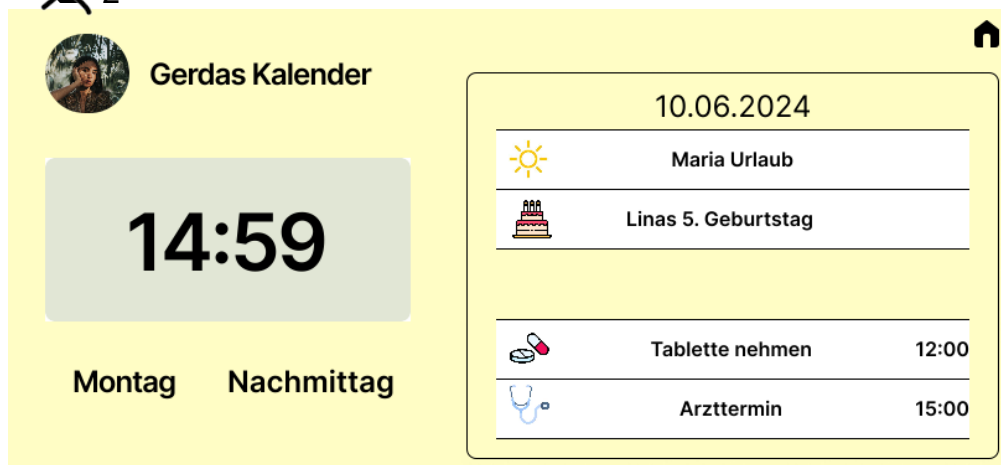 Gerdas Kalender
14:59
Montag Nachmittag
10.06.2024
Maria Urlaub
Linas 5. Geburtstag
Tablette nehmen 12:00
Arzttermin 15:00